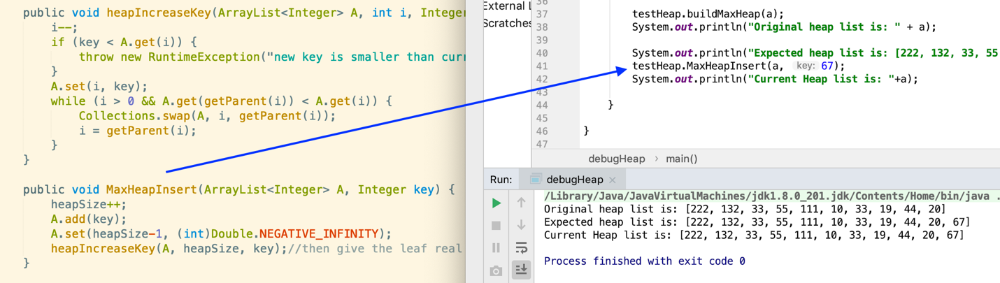 public void heapIncreaseKey(ArrayList<Integer> A, int i, Integer
i--;
if (key < A.get(i)) {
throw new RuntimeException("new key is smaller than curr
}
A.set(i, key);
while (i > 0 && A.get(getParent(i)) < A.get(i)) {
Collections.swap(A, i, getParent(i));
i = getParent(i);
}
}
public void MaxHeapInsert(ArrayList<Integer> A, Integer key) {
heapSize++;
A.add(key);
A.set(heapSize-1, (int)Double.NEGATIVE_INFINITY);
heapIncreaseKey(A, heapSize, key);//then give the leaf real
}
External L
Scratches
36
37 testHeap.buildMaxHeap(a);
38 System.out.println("Original heap list is: " + a);
39
40 System.out.println("Expected heap list is: [222, 132, 33, 55
41 testHeap.MaxHeapInsert(a, key: 67);
42 System.out.println("Current Heap list is: "+a);
43
44 }
45
46 }
47
debugHeap › main()
Run: debugHeap ×
/Library/Java/JavaVirtualMachines/jdk1.8.0_201.jdk/Contents/Home/bin/java .
Original heap list is: [222, 132, 33, 55, 111, 10, 33, 19, 44, 20]
Expected heap list is: [222, 132, 33, 55, 111, 10, 33, 19, 44, 20, 67]
Current Heap list is: [222, 132, 33, 55, 111, 10, 33, 19, 44, 20, 67]
Process finished with exit code 0